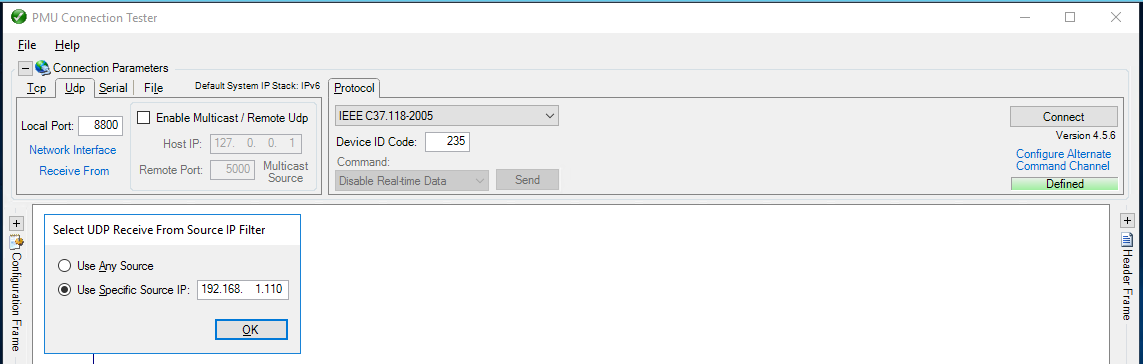 PMU Connection Tester
File Help
Connection Parameters
Tcp Udp Serial File Default System IP Stack: IPv6
Local Port: 8800
Network Interface
Receive From
Enable Multicast / Remote Udp
Host IP: 127. 0. 0. 1
Remote Port: 5000 Multicast
Source
Protocol
IEEE C37.118-2005
Device ID Code: 235
Command:
Disable Real-time Data Send
Connect
Version 4.5.6
Configure Alternate
Command Channel
Defined
Configuration Frame
Select UDP Receive From Source IP Filter
Use Any Source
Use Specific Source IP: 192.168. 1.110
OK
Header Frame